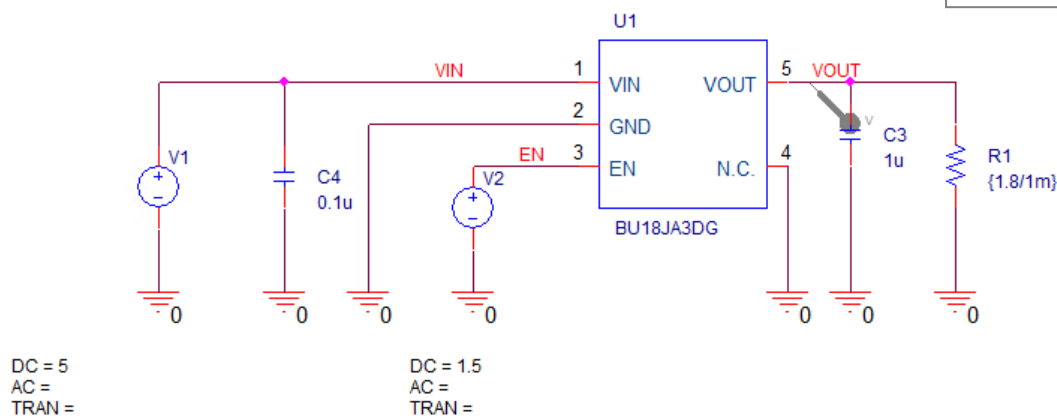 U1
VIN
1
VIN
VOUT
5
VOUT
2
GND
3
EN
EN
N.C.
4
V1
+
−
C4
0.1u
V2
+
−
BU18JA3DG
v
C3
1u
R1
{1.8/1m}
0
0
0
0
0
0
0
DC = 5
AC =
TRAN =
DC = 1.5
AC =
TRAN =